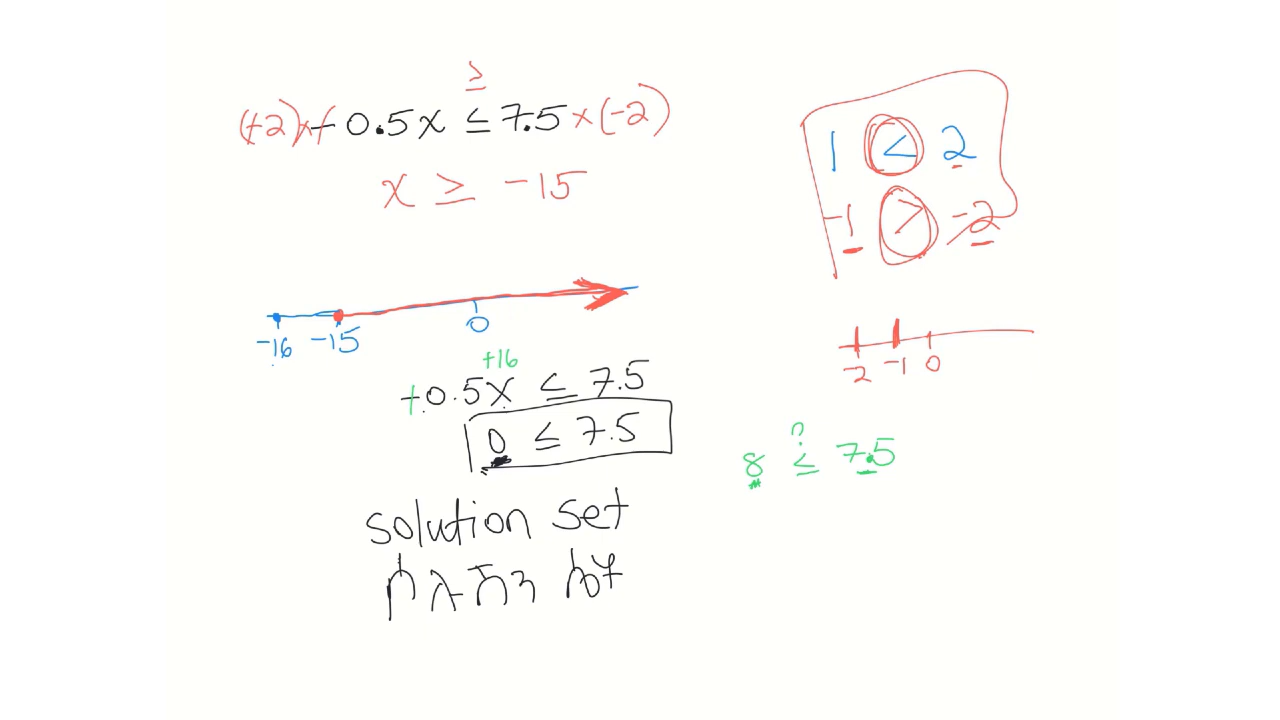 ≥
(-2)x -0.5x ≤ 7.5 x(-2)
x ≥ -15
1 < 2
-1 > -2
-16 -15 0
-2 -1 0
+16
+0.5x ≤ 7.5
0 ≤ 7.5
?
8 ≤ 7.5
solution set